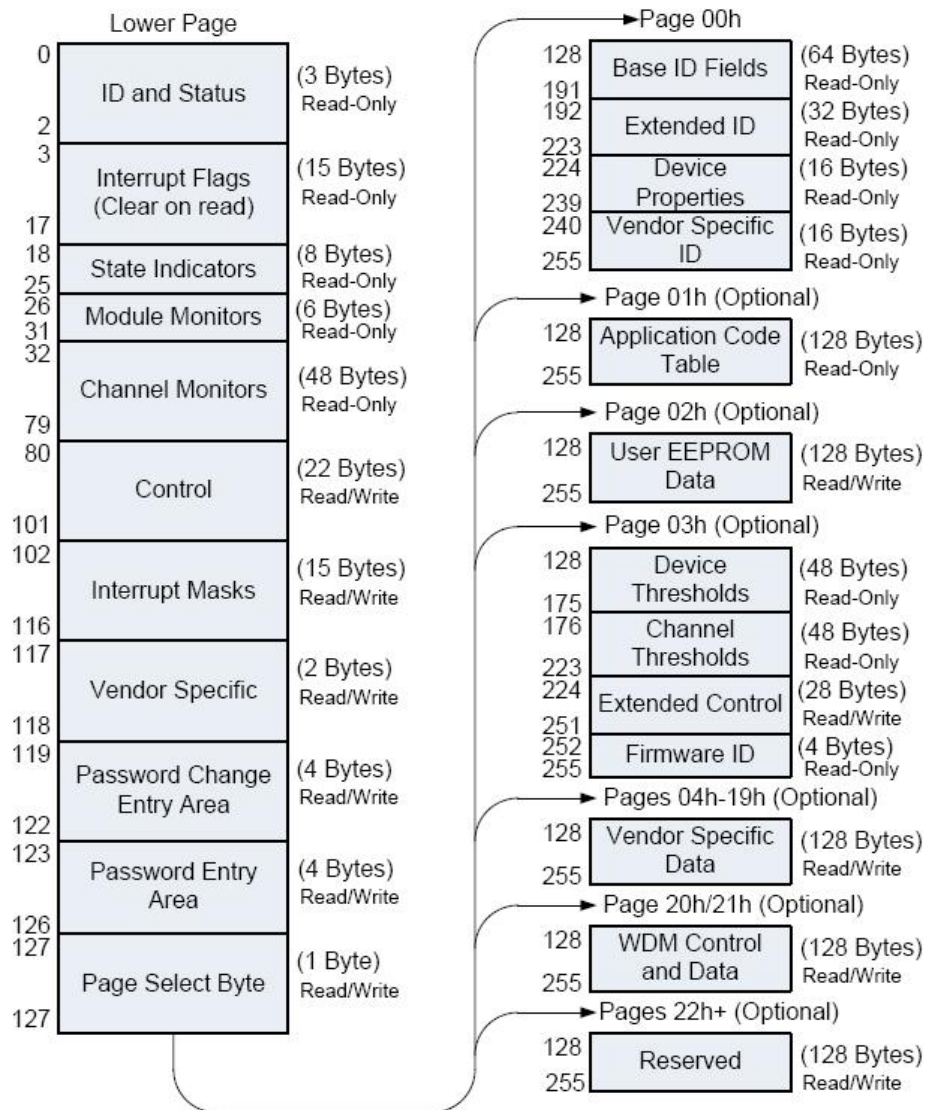 Lower Page
0
ID and Status
(3 Bytes)
Read-Only
2
3
Interrupt Flags
(Clear on read)
(15 Bytes)
Read-Only
17
18
State Indicators
(8 Bytes)
Read-Only
25
26
Module Monitors
(6 Bytes)
Read-Only
31
32
Channel Monitors
(48 Bytes)
Read-Only
79
80
Control
(22 Bytes)
Read/Write
101
102
Interrupt Masks
(15 Bytes)
Read/Write
116
117
Vendor Specific
(2 Bytes)
Read/Write
118
119
Password Change
Entry Area
(4 Bytes)
Read/Write
122
123
Password Entry
Area
(4 Bytes)
Read/Write
126
127
Page Select Byte
(1 Byte)
Read/Write
127
Page 00h
128
Base ID Fields
(64 Bytes)
Read-Only
191
192
Extended ID
(32 Bytes)
Read-Only
223
224
Device
Properties
(16 Bytes)
Read-Only
239
240
Vendor Specific
ID
(16 Bytes)
Read-Only
255
Page 01h (Optional)
128
Application Code
Table
(128 Bytes)
Read-Only
255
Page 02h (Optional)
128
User EEPROM
Data
(128 Bytes)
Read/Write
255
Page 03h (Optional)
128
Device
Thresholds
(48 Bytes)
Read-Only
175
176
Channel
Thresholds
(48 Bytes)
Read-Only
223
224
Extended Control
(28 Bytes)
Read/Write
251
252
Firmware ID
(4 Bytes)
Read-Only
255
Pages 04h-19h (Optional)
128
Vendor Specific
Data
(128 Bytes)
Read/Write
255
Page 20h/21h (Optional)
128
WDM Control
and Data
(128 Bytes)
Read/Write
255
Pages 22h+ (Optional)
128
Reserved
(128 Bytes)
Read/Write
255